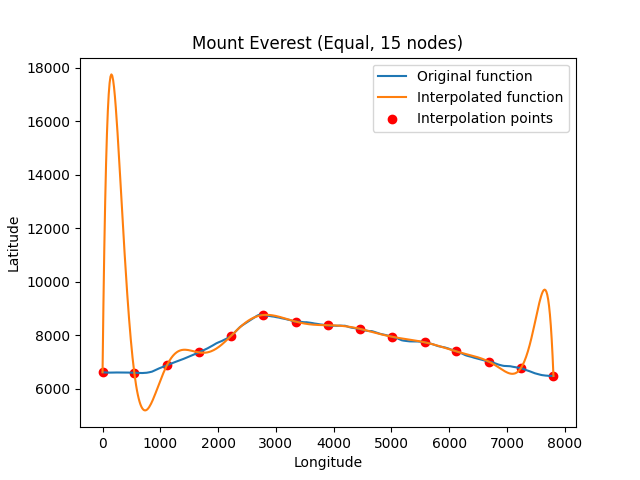 Mount Everest (Equal, 15 nodes)
Original function
Interpolated function
Interpolation points
18000
16000
14000
12000
10000
8000
6000
Latitude
0 1000 2000 3000 4000 5000 6000 7000 8000
Longitude